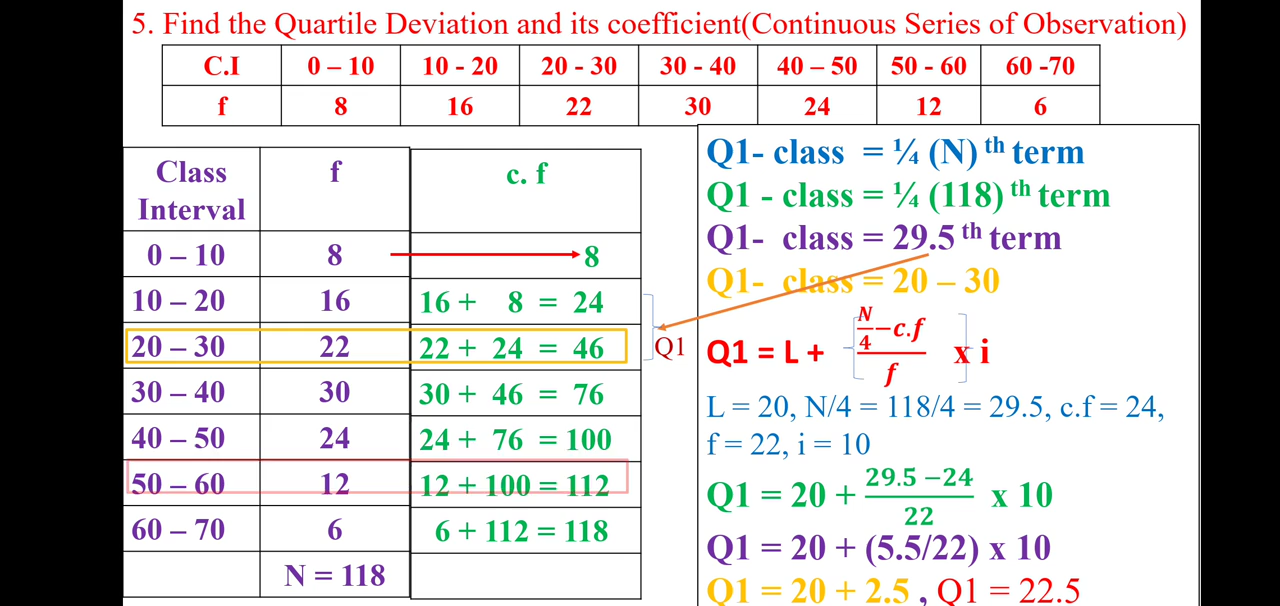 5. Find the Quartile Deviation and its coefficient(Continuous Series of Observation)
C.I 0 – 10 10 - 20 20 - 30 30 - 40 40 – 50 50 - 60 60 -70
f 8 16 22 30 24 12 6
Class Interval f c. f
0 – 10 8 8
10 – 20 16 16 + 8 = 24
20 – 30 22 22 + 24 = 46
30 – 40 30 30 + 46 = 76
40 – 50 24 24 + 76 = 100
50 – 60 12 12 + 100 = 112
60 – 70 6 6 + 112 = 118
N = 118
Q1
Q1- class = ¼ (N) th term
Q1 - class = ¼ (118) th term
Q1- class = 29.5 th term
Q1- class = 20 – 30
Q1 = L + [(N/4 − c.f)/f] x i
L = 20, N/4 = 118/4 = 29.5, c.f = 24,
f = 22, i = 10
Q1 = 20 + (29.5 −24)/22 x 10
Q1 = 20 + (5.5/22) x 10
Q1 = 20 + 2.5 , Q1 = 22.5